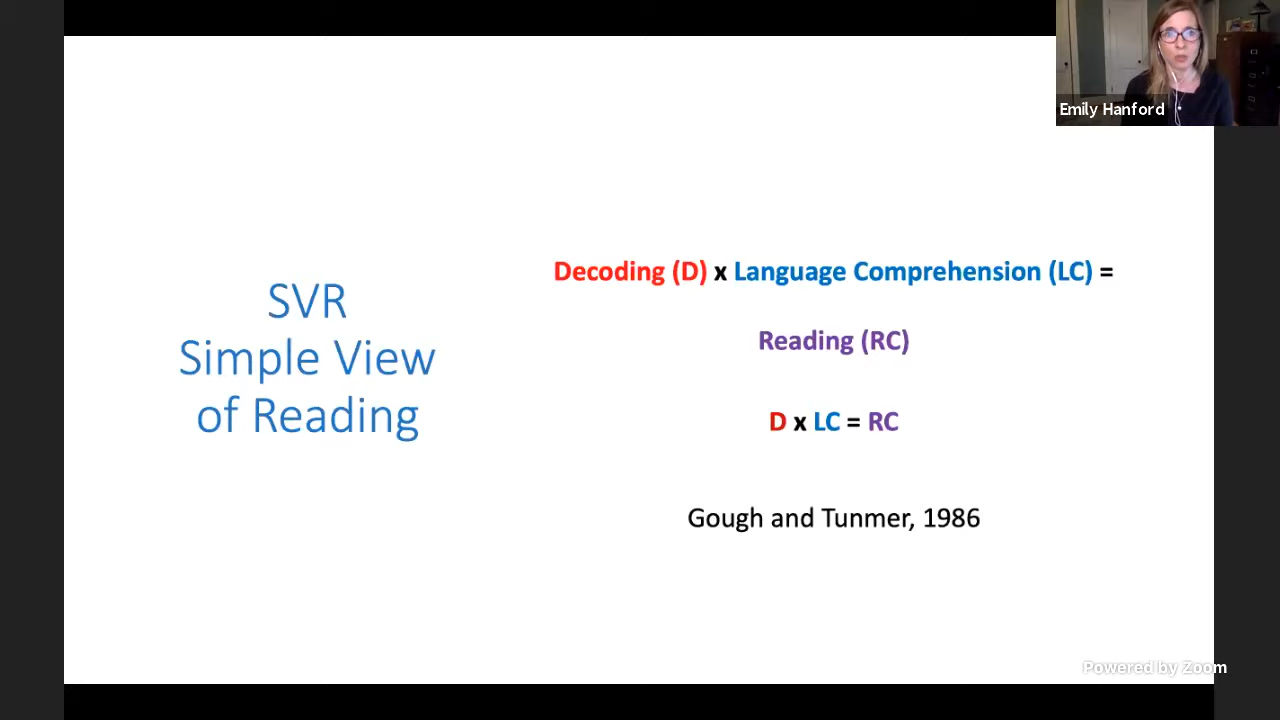 Emily Hanford
SVR
Simple View
of Reading
Decoding (D) x Language Comprehension (LC) =
Reading (RC)
D x LC = RC
Gough and Tunmer, 1986
Powered by Zoom